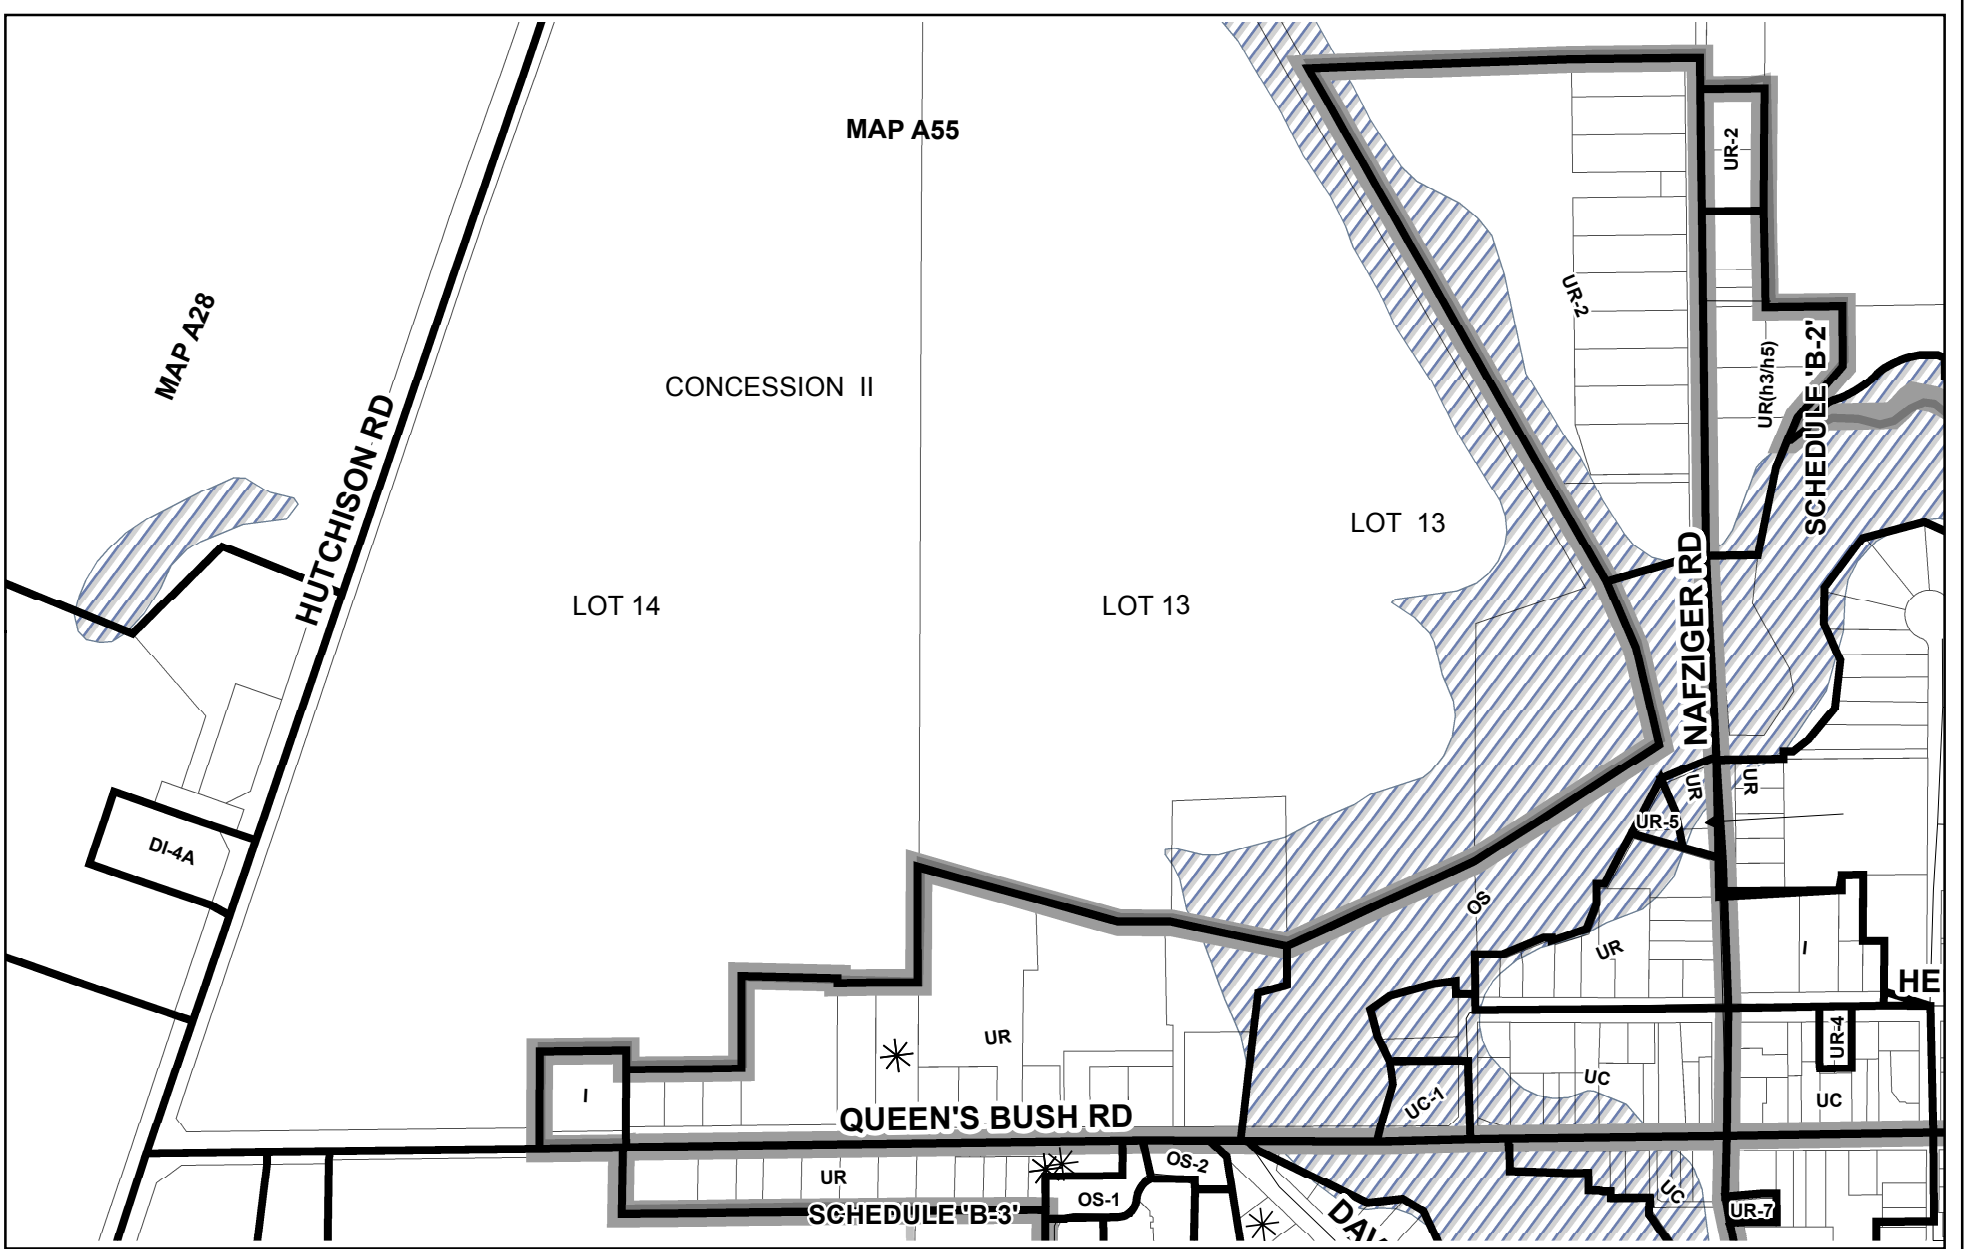 MAP A55
UR-2
MAP A28
UR-2
SCHEDULE 'B-2'
UR(h3/h5)
CONCESSION II
HUTCHISON RD
LOT 13
NAFZIGER RD
LOT 14
LOT 13
UR
UR
UR-5
DI-4A
OS
UR
I
HE
UR
UR-4
UC
I
UC-1
UC
QUEEN'S BUSH RD
OS-2
UR
OS-1
UC
SCHEDULE 'B-3'
DAV
UR-7